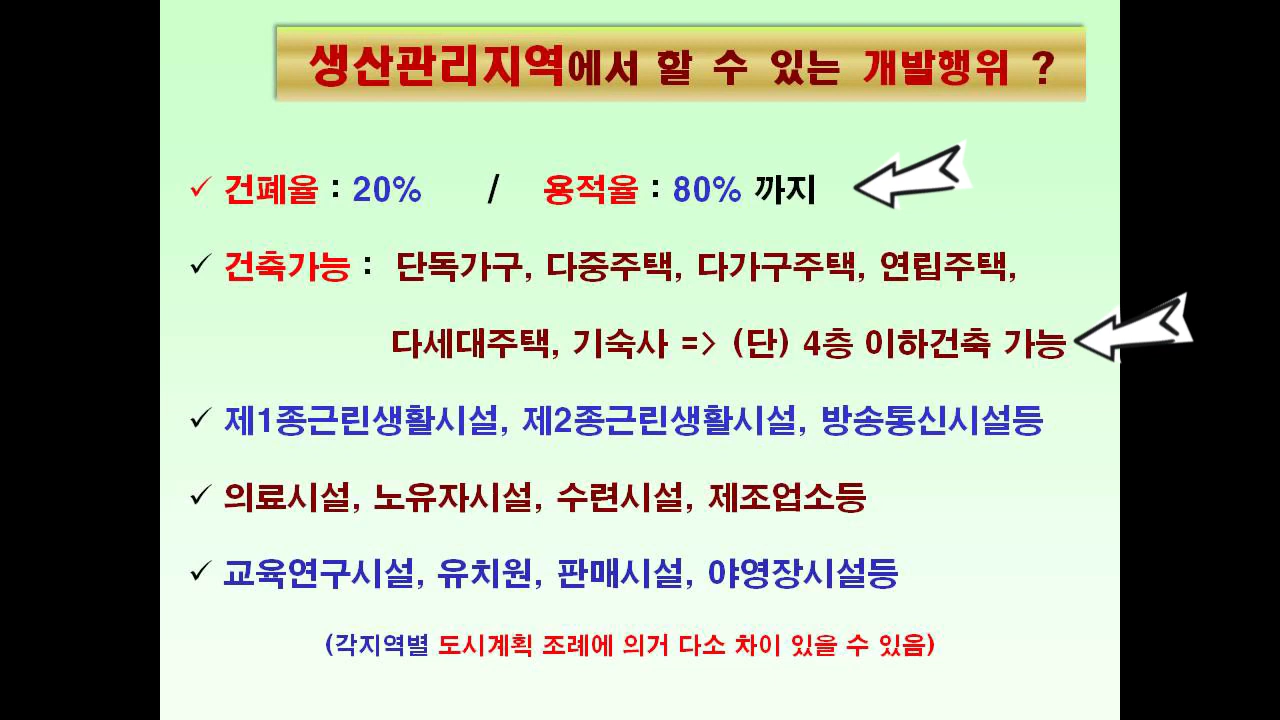 생산관리지역에서 할 수 있는 개발행위 ?
✓ 건폐율 : 20% / 용적율 : 80% 까지
✓ 건축가능 : 단독가구, 다중주택, 다가구주택, 연립주택,
다세대주택, 기숙사 => (단) 4층 이하건축 가능
✓ 제1종근린생활시설, 제2종근린생활시설, 방송통신시설등
✓ 의료시설, 노유자시설, 수련시설, 제조업소등
✓ 교육연구시설, 유치원, 판매시설, 야영장시설등
(각지역별 도시계획 조례에 의거 다소 차이 있을 수 있음)